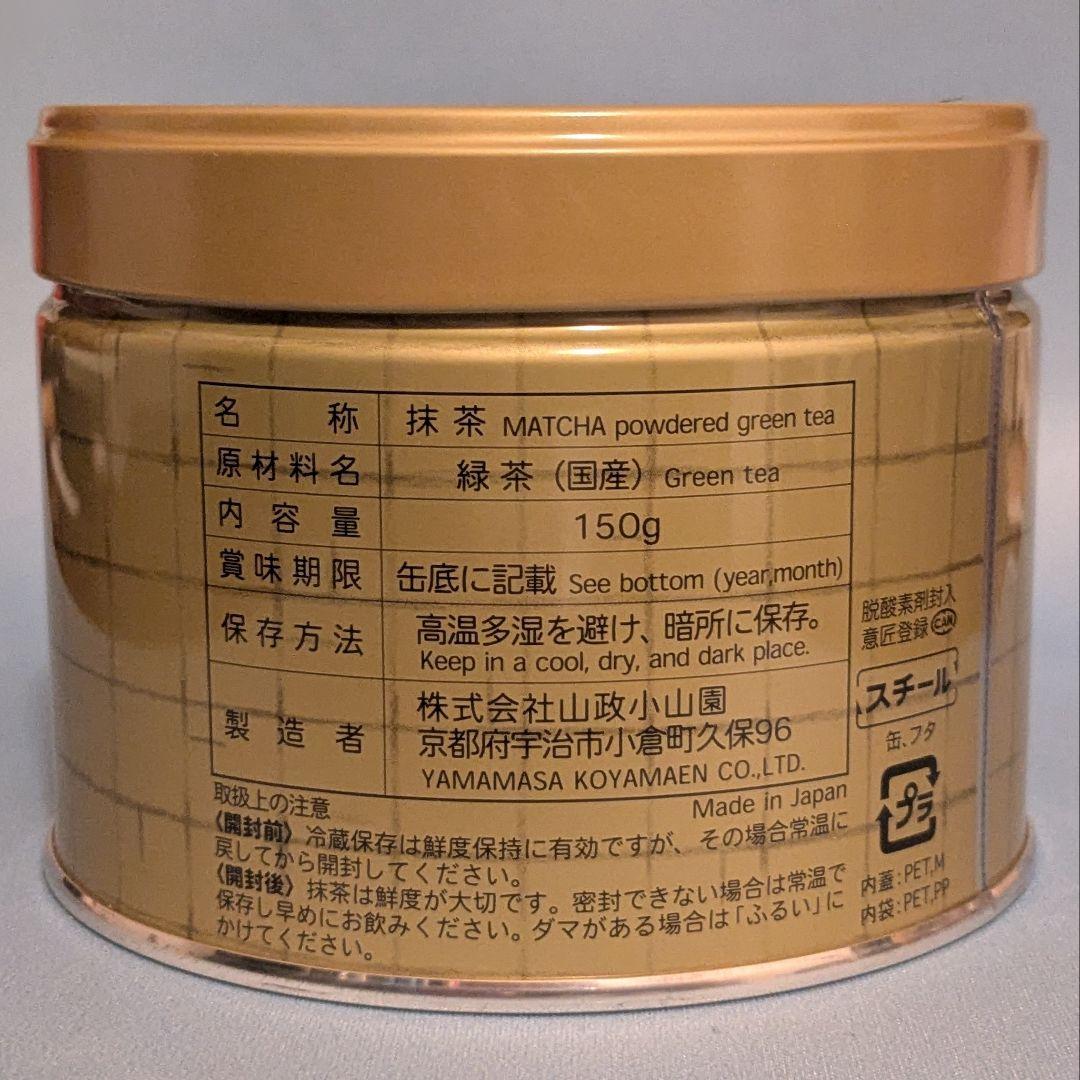 名称 抹茶 MATCHA powdered green tea
原材料名 緑茶（国産）Green tea
内容量 150g
賞味期限 缶底に記載 See bottom (year,month)
保存方法 高温多湿を避け、暗所に保存。
Keep in a cool, dry, and dark place.
製造者 株式会社山政小山園
京都府宇治市小倉町久保96
YAMAMASA KOYAMAEN CO.,LTD.
Made in Japan
取扱上の注意
〈開封前〉冷蔵保存は鮮度保持に有効ですが、その場合常温に
戻してから開封してください。
〈開封後〉抹茶は鮮度が大切です。密封できない場合は常温で
保存し早めにお飲みください。ダマがある場合は「ふるい」に
かけてください。
脱酸素剤封入
意匠登録 CAN
スチール
缶、フタ
プラ
内蓋：PET,M
内袋：PET,PP